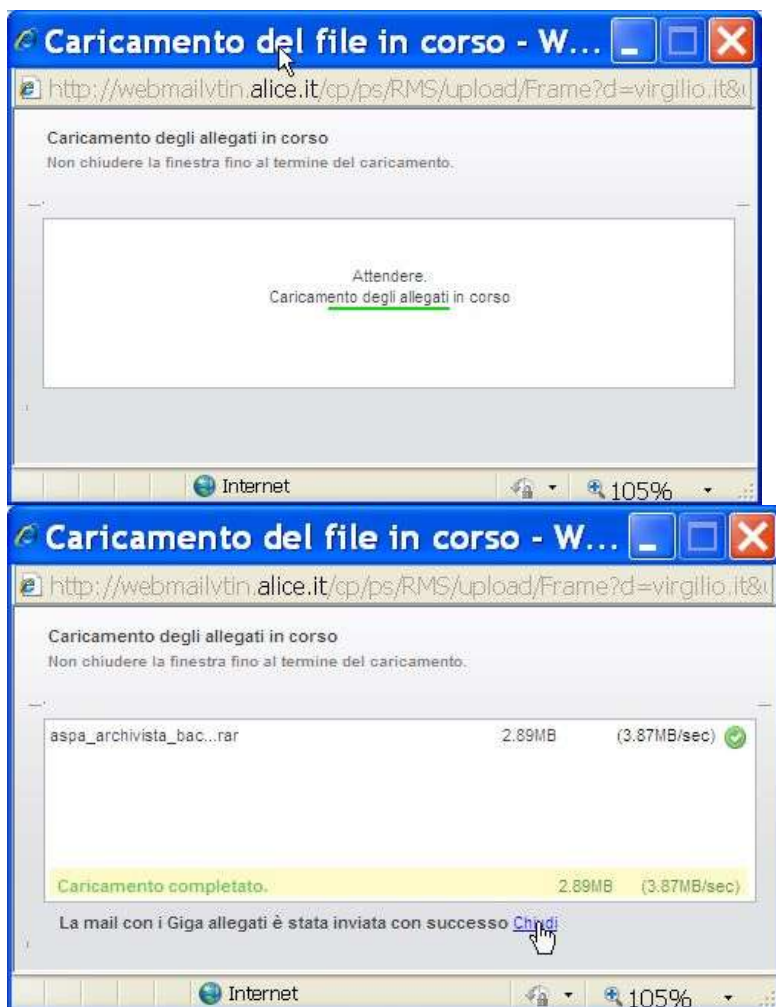 Caricamento del file in corso - W...
http://webmailvtin.alice.it/cp/ps/RMS/upload/Frame?d=virgilio.it&
Caricamento degli allegati in corso
Non chiudere la finestra fino al termine del caricamento.
Attendere.
Caricamento degli allegati in corso
Internet 105%
Caricamento del file in corso - W...
http://webmailvtin.alice.it/cp/ps/RMS/upload/Frame?d=virgilio.it&
Caricamento degli allegati in corso
Non chiudere la finestra fino al termine del caricamento.
aspa_archivista_bac...rar 2.89MB (3.87MB/sec)
Caricamento completato. 2.89MB (3.87MB/sec)
La mail con i Giga allegati è stata inviata con successo Chiudi
Internet 105%